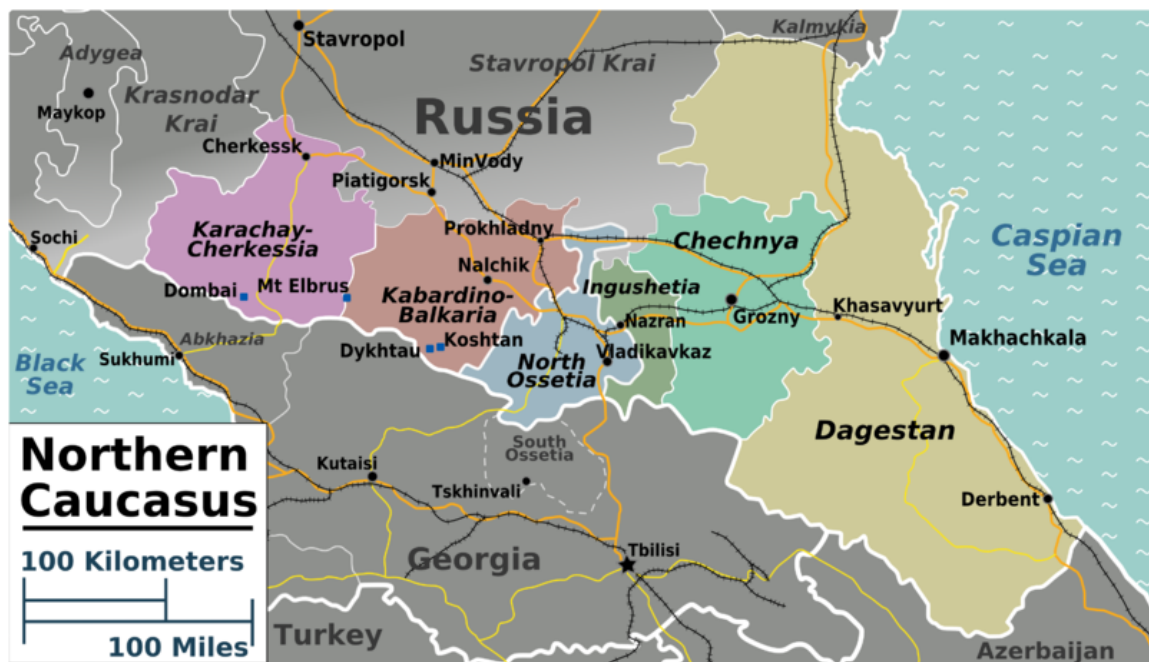 Adygea
Stavropol
Kalmykia
Stavropol Krai
Maykop
Krasnodar
Krai
Russia
Cherkessk
MinVody
Piatigorsk
Karachay-
Cherkessia
Prokhladny
Chechnya
Caspian
Sea
Sochi
Nalchik
Dombai
Mt Elbrus
Kabardino-
Balkaria
Ingushetia
Khasavyurt
Nazran
Grozny
Abkhazia
Koshtan
Dykhtau
Makhachkala
Sukhumi
Vladikavkaz
North
Ossetia
Black
Sea
Dagestan
South
Ossetia
Northern
Caucasus
Kutaisi
Tskhinvali
Derbent
Georgia
Tbilisi
100 Kilometers
100 Miles
Turkey
Azerbaijan